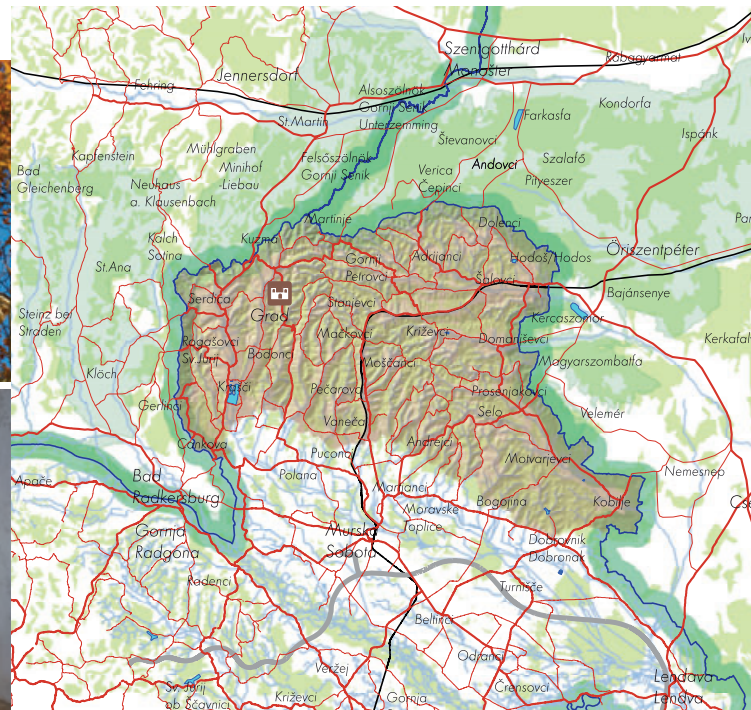 Szentgotthárd
Monošter
Rábagyarmat
Jennersdorf
Fehring
Alsószölnök
Gornji Senik
Unterzemming
St.Martin
Farkasfa
Kondorfa
Ispánk
Števanovci
Mühlgraben
Kapfenstein
Minihof
-Liebau
Felsőszölnök
Gornji Senik
Verica
Čepinci
Andovci
Szalafő
Pityeszer
Bad
Gleichenberg
Neuhaus
a. Klausenbach
Martinje
Dolenci
Kuzma
Kalch
Sotina
Gornji
Petrovci
Adrijanci
Hodoš/Hodos
Őriszentpéter
St.Ana
Šalovci
Bajánsenye
Serdica
Stanjevci
Grad
Steinz bei
Straden
Kercaszomor
Mačkovci
Križevci
Domanjševci
Rogašovci
Sv. Jurij
Bodonci
Moščanci
Magyarszombatfa
Klöch
Krašči
Pečarovci
Prosenjakovci
Gerlinci
Selo
Velemér
Vaneča
Cankova
Andrejci
Puconci
Motvarjevci
Nemesnep
Bad
Radkersburg
Polana
Martjanci
Apače
Moravske
Toplice
Bogojina
Kobilje
Gornja
Radgona
Murska
Sobota
Dobrovnik
Dobronak
Radenci
Turnišče
Beltinci
Odranci
Veržej
Lendava
Lendva
Sv. Jurij
ob Ščavnici
Črensovci
Križevci
Gornja